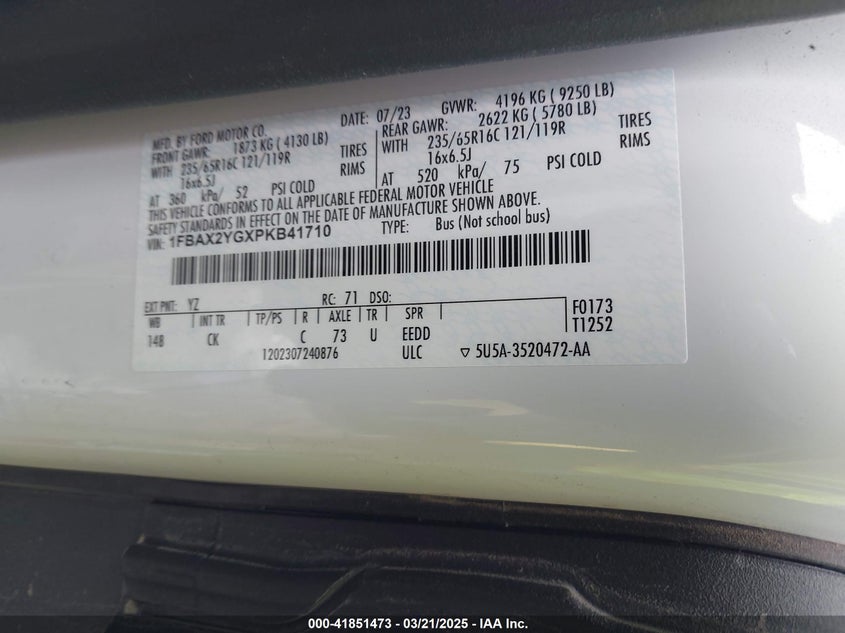 MFD. BY FORD MOTOR CO.
DATE: 07/23 GVWR: 4196 KG ( 9250 LB)
FRONT GAWR: 1873 KG ( 4130 LB)
REAR GAWR: 2622 KG ( 5780 LB)
WITH 235/65R16C 121/119R TIRES
WITH 235/65R16C 121/119R TIRES
16x6.5J RIMS
16x6.5J RIMS
AT 360 kPa/ 52 PSI COLD
AT 520 kPa/ 75 PSI COLD
THIS VEHICLE CONFORMS TO ALL APPLICABLE FEDERAL MOTOR VEHICLE
SAFETY STANDARDS IN EFFECT ON THE DATE OF MANUFACTURE SHOWN ABOVE.
VIN: 1FBAX2YGXPKB41710
TYPE: Bus (Not school bus)
EXT PNT: YZ RC: 71 DSO:
WB INT TR TP/PS R AXLE TR SPR F0173
148 CK C 73 U EEDD T1252
1202307240876 ULC ▽ 5U5A-3520472-AA
000-41851473 - 03/21/2025 - IAA Inc.